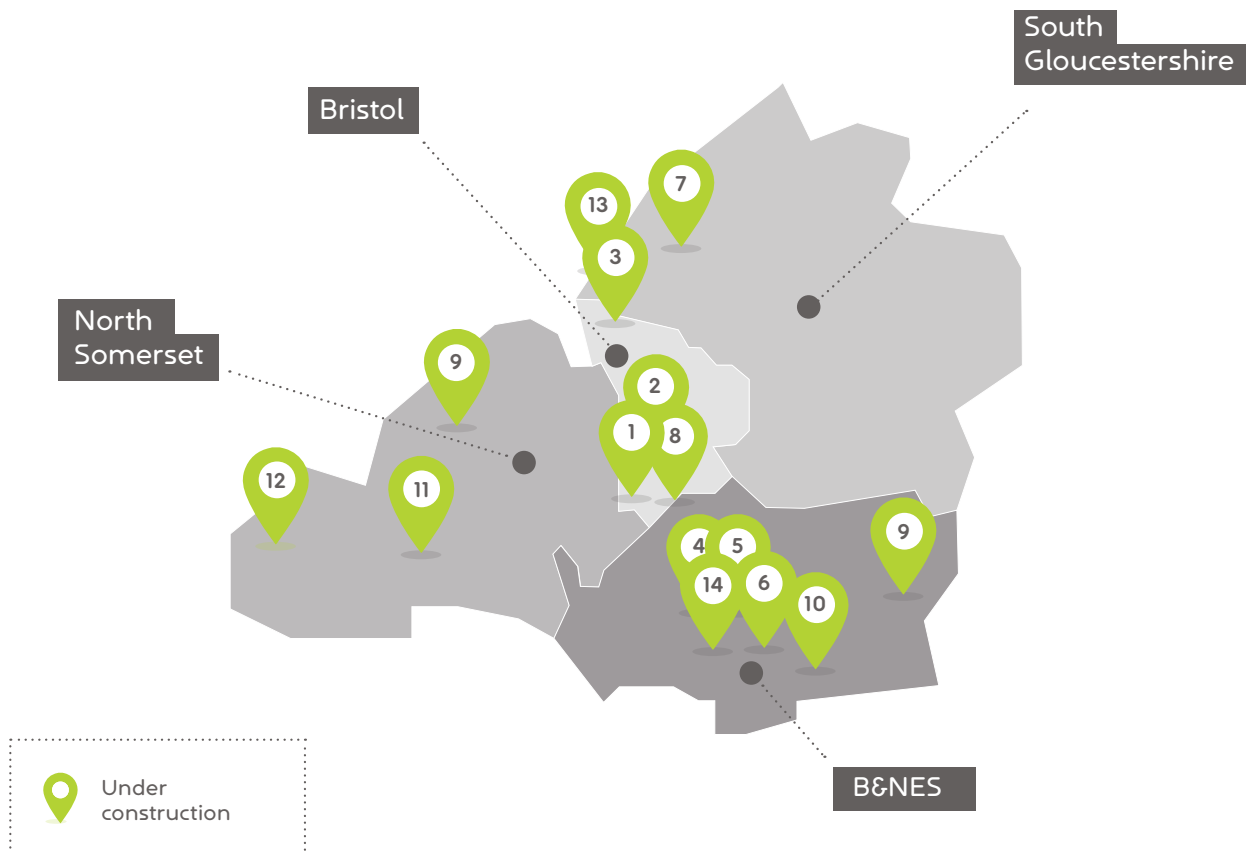 South
Gloucestershire
Bristol
7
13
3
North
Somerset
9
2
1
8
12
11
9
4
5
14
6
10
B&NES
Under
construction